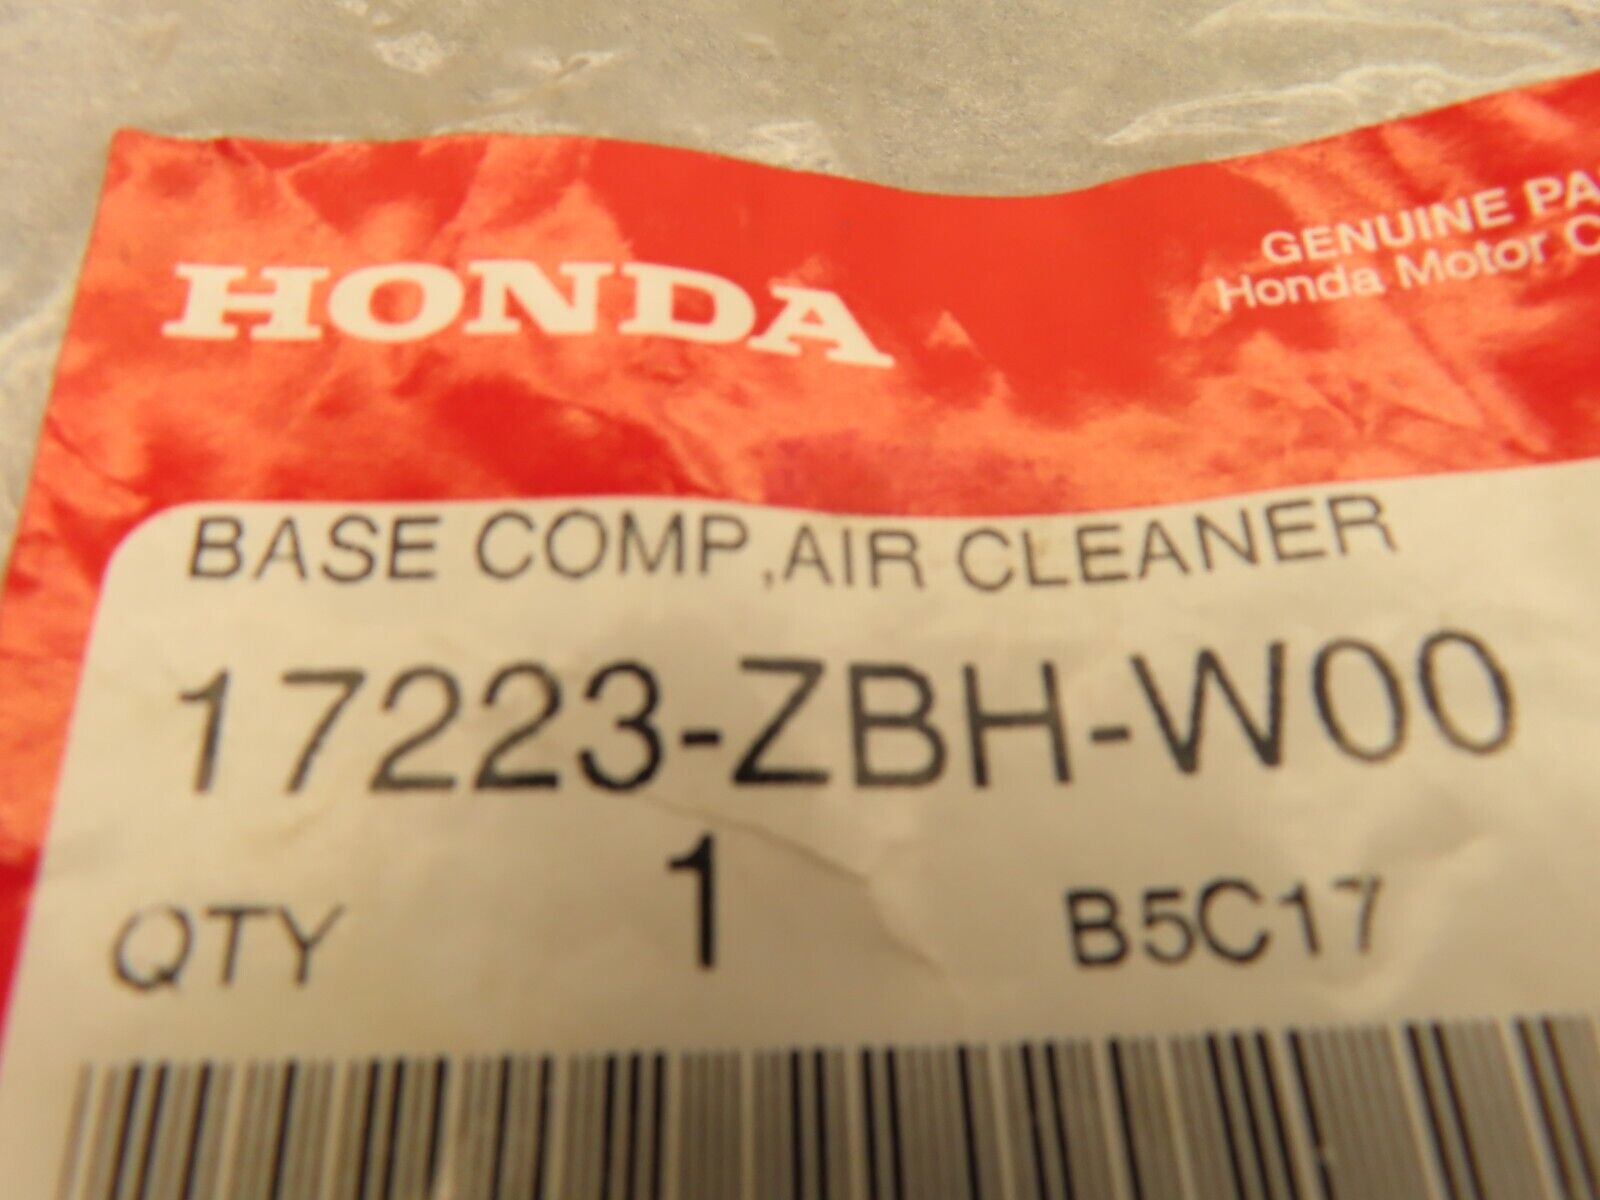 HONDA
GENUINE PA
Honda Motor C
BASE COMP,AIR CLEANER
17223-ZBH-W00
QTY 1 B5C17